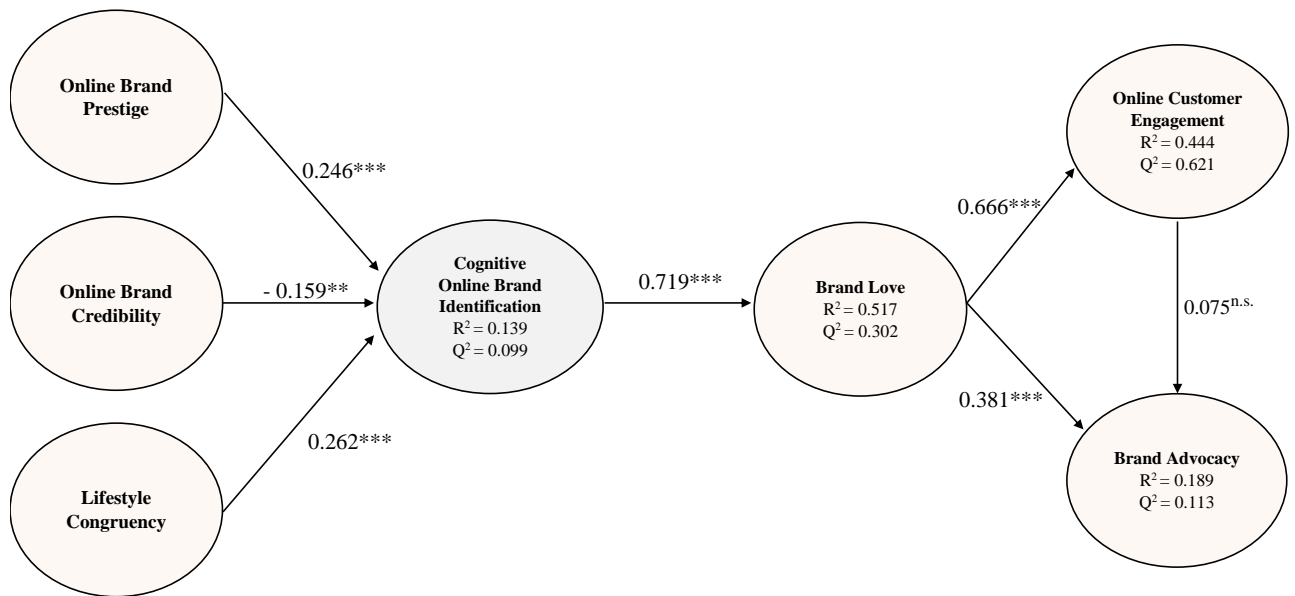 Online Brand
Prestige
Online Brand
Credibility
Lifestyle
Congruency
0.246***
- 0.159**
0.262***
Cognitive
Online Brand
Identification
R² = 0.139
Q² = 0.099
0.719***
Brand Love
R² = 0.517
Q² = 0.302
0.666***
0.381***
Online Customer
Engagement
R² = 0.444
Q² = 0.621
0.075ⁿ·ˢ·
Brand Advocacy
R² = 0.189
Q² = 0.113